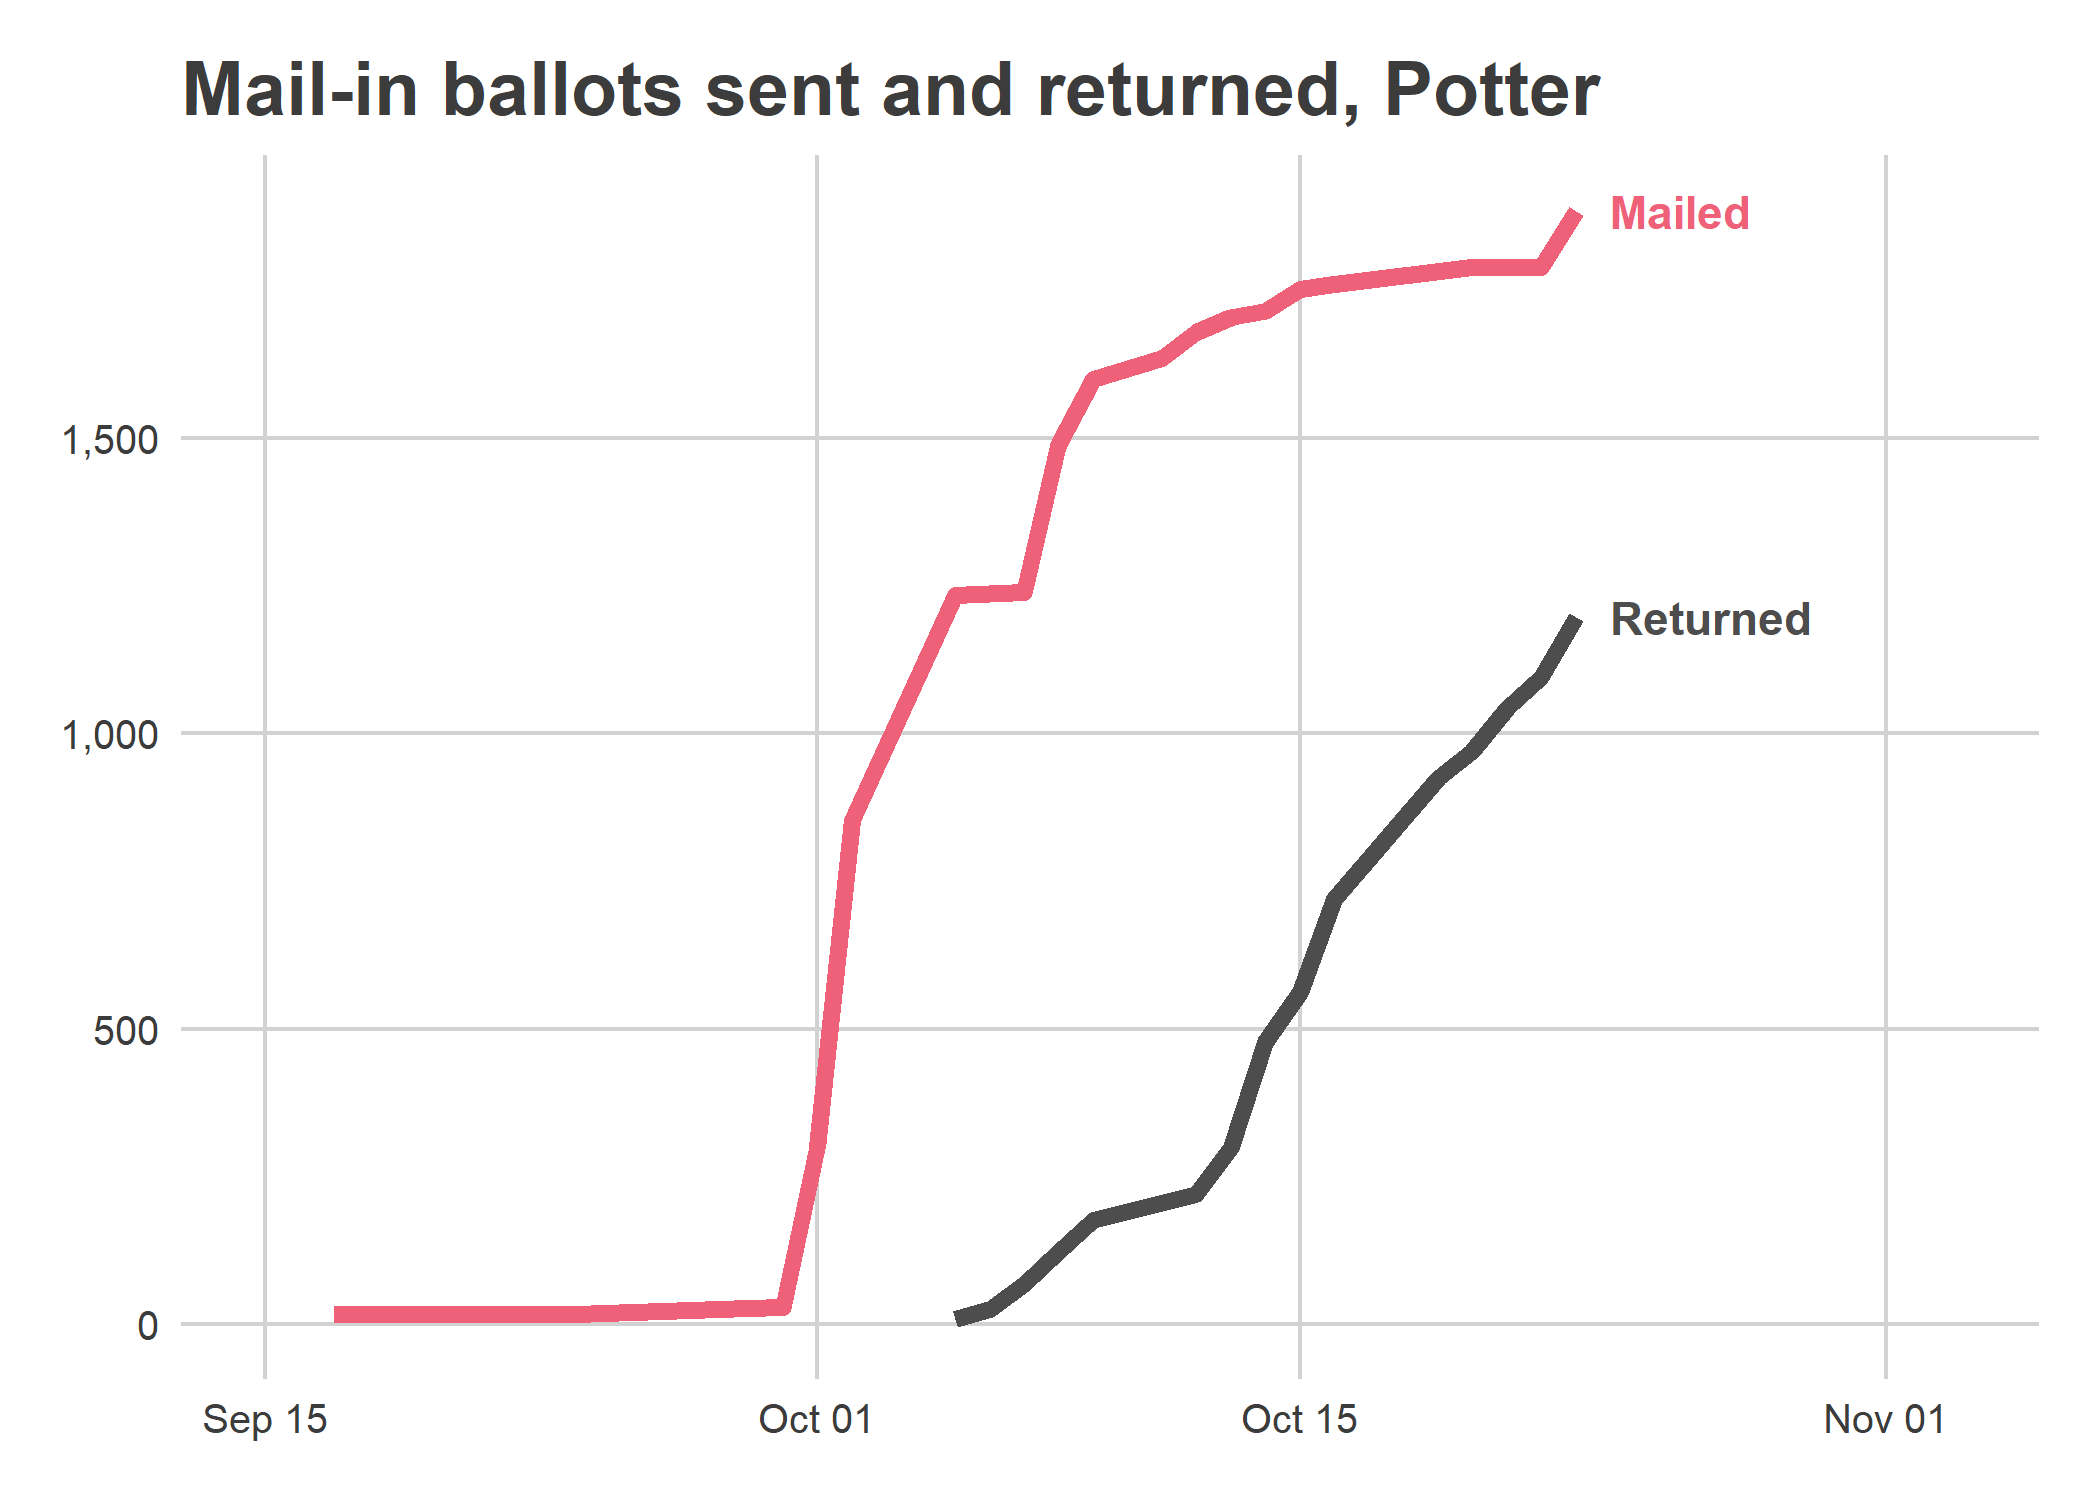 Mail-in ballots sent and returned, Potter
Mailed
1,500
Returned
1,000
500
0
Sep 15 Oct 01 Oct 15 Nov 01